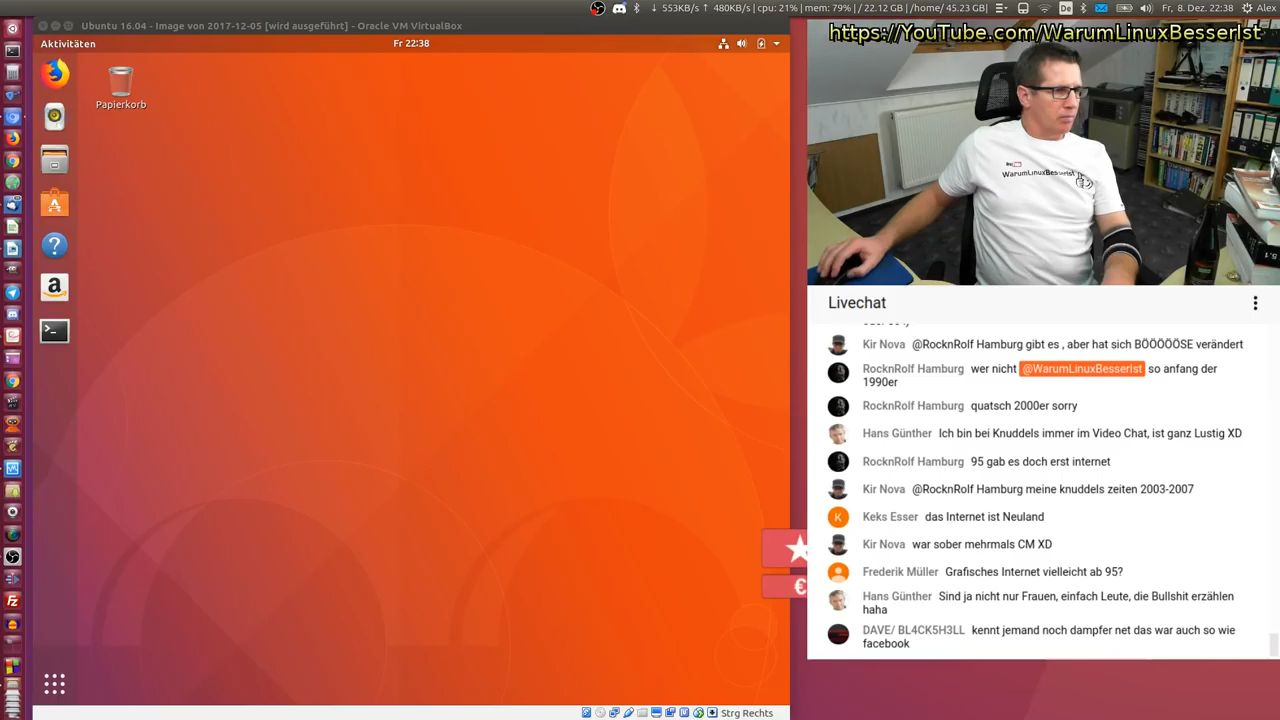 ↓ 553KB/s ↑ 480KB/s cpu: 21% mem: 79% // 22.12 GB /home/ 45.23 GB De Fr, 8. Dez. 22:38 Alex
Ubuntu 16.04 - Image von 2017-12-05 [wird ausgeführt] - Oracle VM VirtualBox
Aktivitäten
Fr 22:38
Papierkorb
a
Strg Rechts
https://YouTube.com/WarumLinuxBesserIst
WarumLinuxBesserIst
5.1
Livechat
Kir Nova @RocknRolf Hamburg gibt es , aber hat sich BÖÖÖÖÖSE verändert
RocknRolf Hamburg wer nicht @WarumLinuxBesserIst so anfang der
1990er
RocknRolf Hamburg quatsch 2000er sorry
Hans Günther Ich bin bei Knuddels immer im Video Chat, ist ganz Lustig XD
RocknRolf Hamburg 95 gab es doch erst internet
Kir Nova @RocknRolf Hamburg meine knuddels zeiten 2003-2007
K Keks Esser das Internet ist Neuland
Kir Nova war sober mehrmals CM XD
Frederik Müller Grafisches Internet vielleicht ab 95?
Hans Günther Sind ja nicht nur Frauen, einfach Leute, die Bullshit erzählen
haha
DAVE/ BL4CK5H3LL kennt jemand noch dampfer net das war auch so wie
facebook